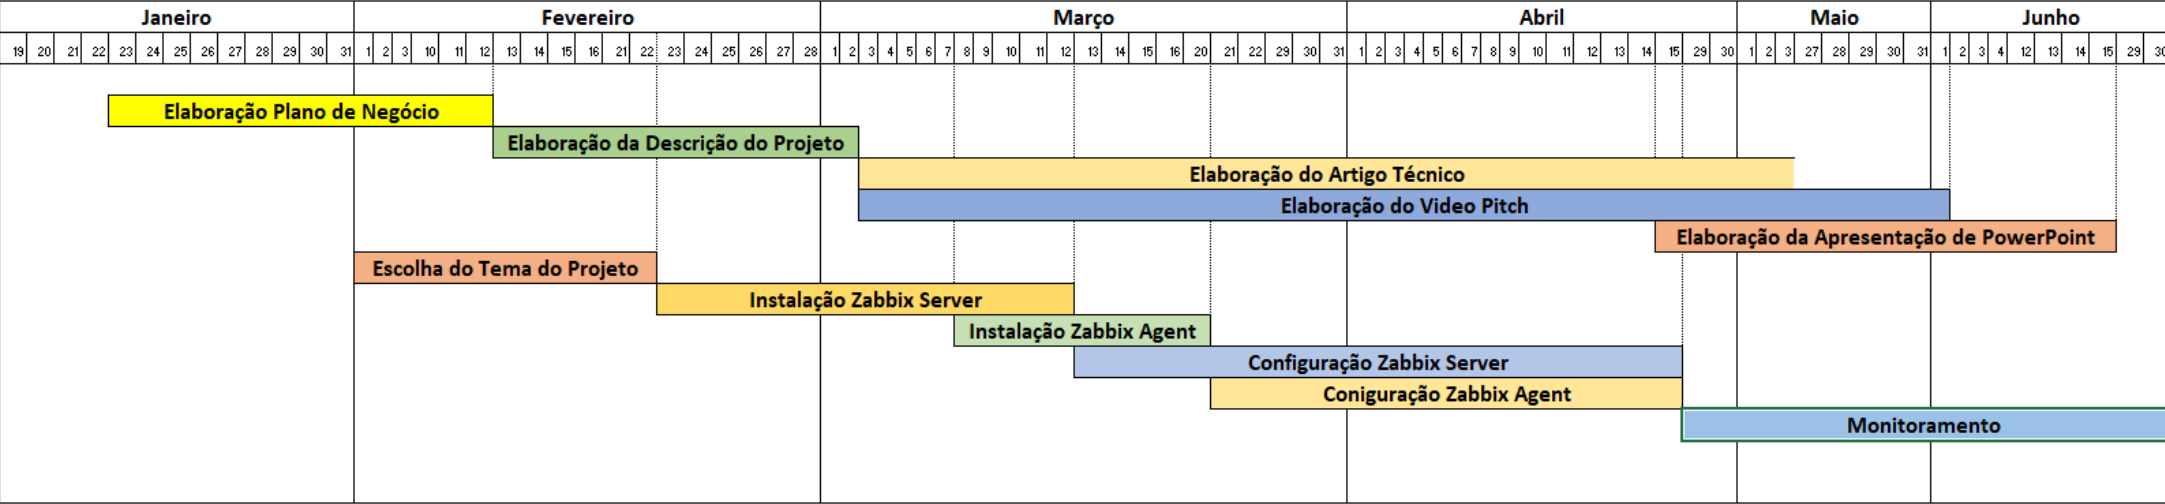 Janeiro Fevereiro Março Abril Maio Junho
19 20 21 22 23 24 25 26 27 28 29 30 31 1 2 3 10 11 12 13 14 15 16 21 22 23 24 25 26 27 28 1 2 3 4 5 6 7 8 9 10 11 12 13 14 15 16 20 21 22 29 30 31 1 2 3 4 5 6 7 8 9 10 11 12 13 14 15 29 30 1 2 3 27 28 29 30 31 1 2 3 4 12 13 14 15 29 30
Elaboração Plano de Negócio
Elaboração da Descrição do Projeto
Elaboração do Artigo Técnico
Elaboração do Video Pitch
Elaboração da Apresentação de PowerPoint
Escolha do Tema do Projeto
Instalação Zabbix Server
Instalação Zabbix Agent
Configuração Zabbix Server
Coniguração Zabbix Agent
Monitoramento